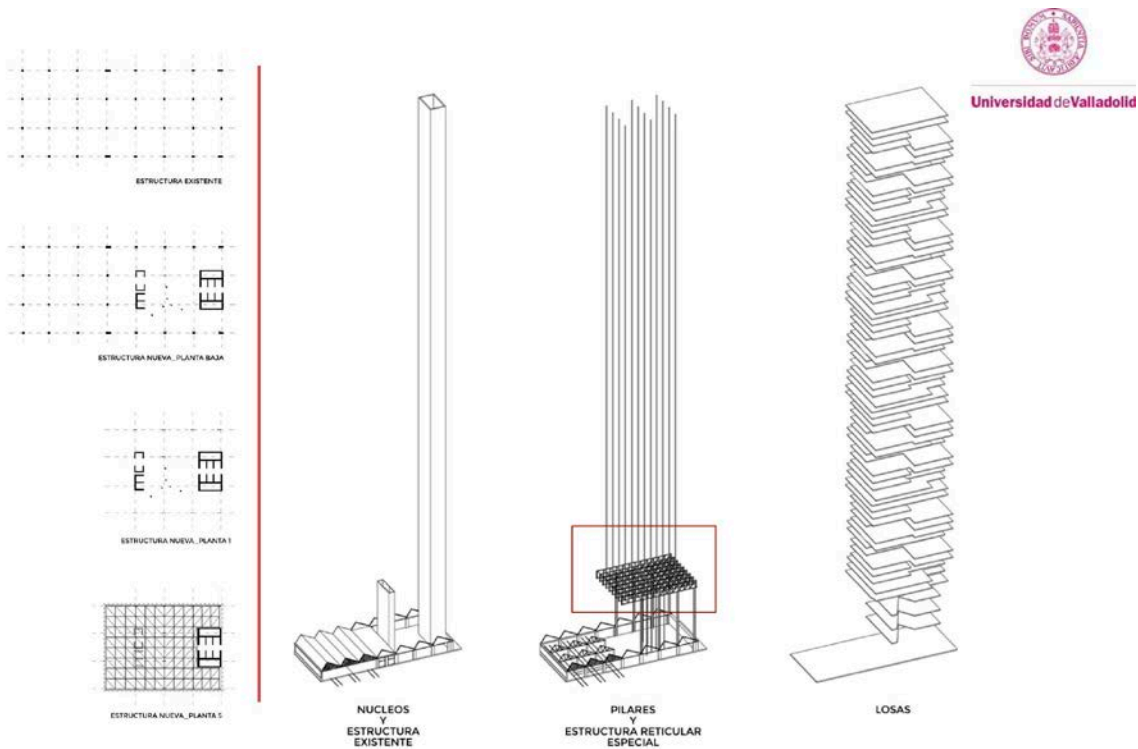 Universidad de Valladolid
ESTRUCTURA EXISTENTE
ESTRUCTURA NUEVA_PLANTA BAJA
ESTRUCTURA NUEVA_PLANTA 1
ESTRUCTURA NUEVA_PLANTA 5
NUCLEOS
Y
ESTRUCTURA
EXISTENTE
PILARES
Y
ESTRUCTURA RETICULAR
ESPECIAL
LOSAS